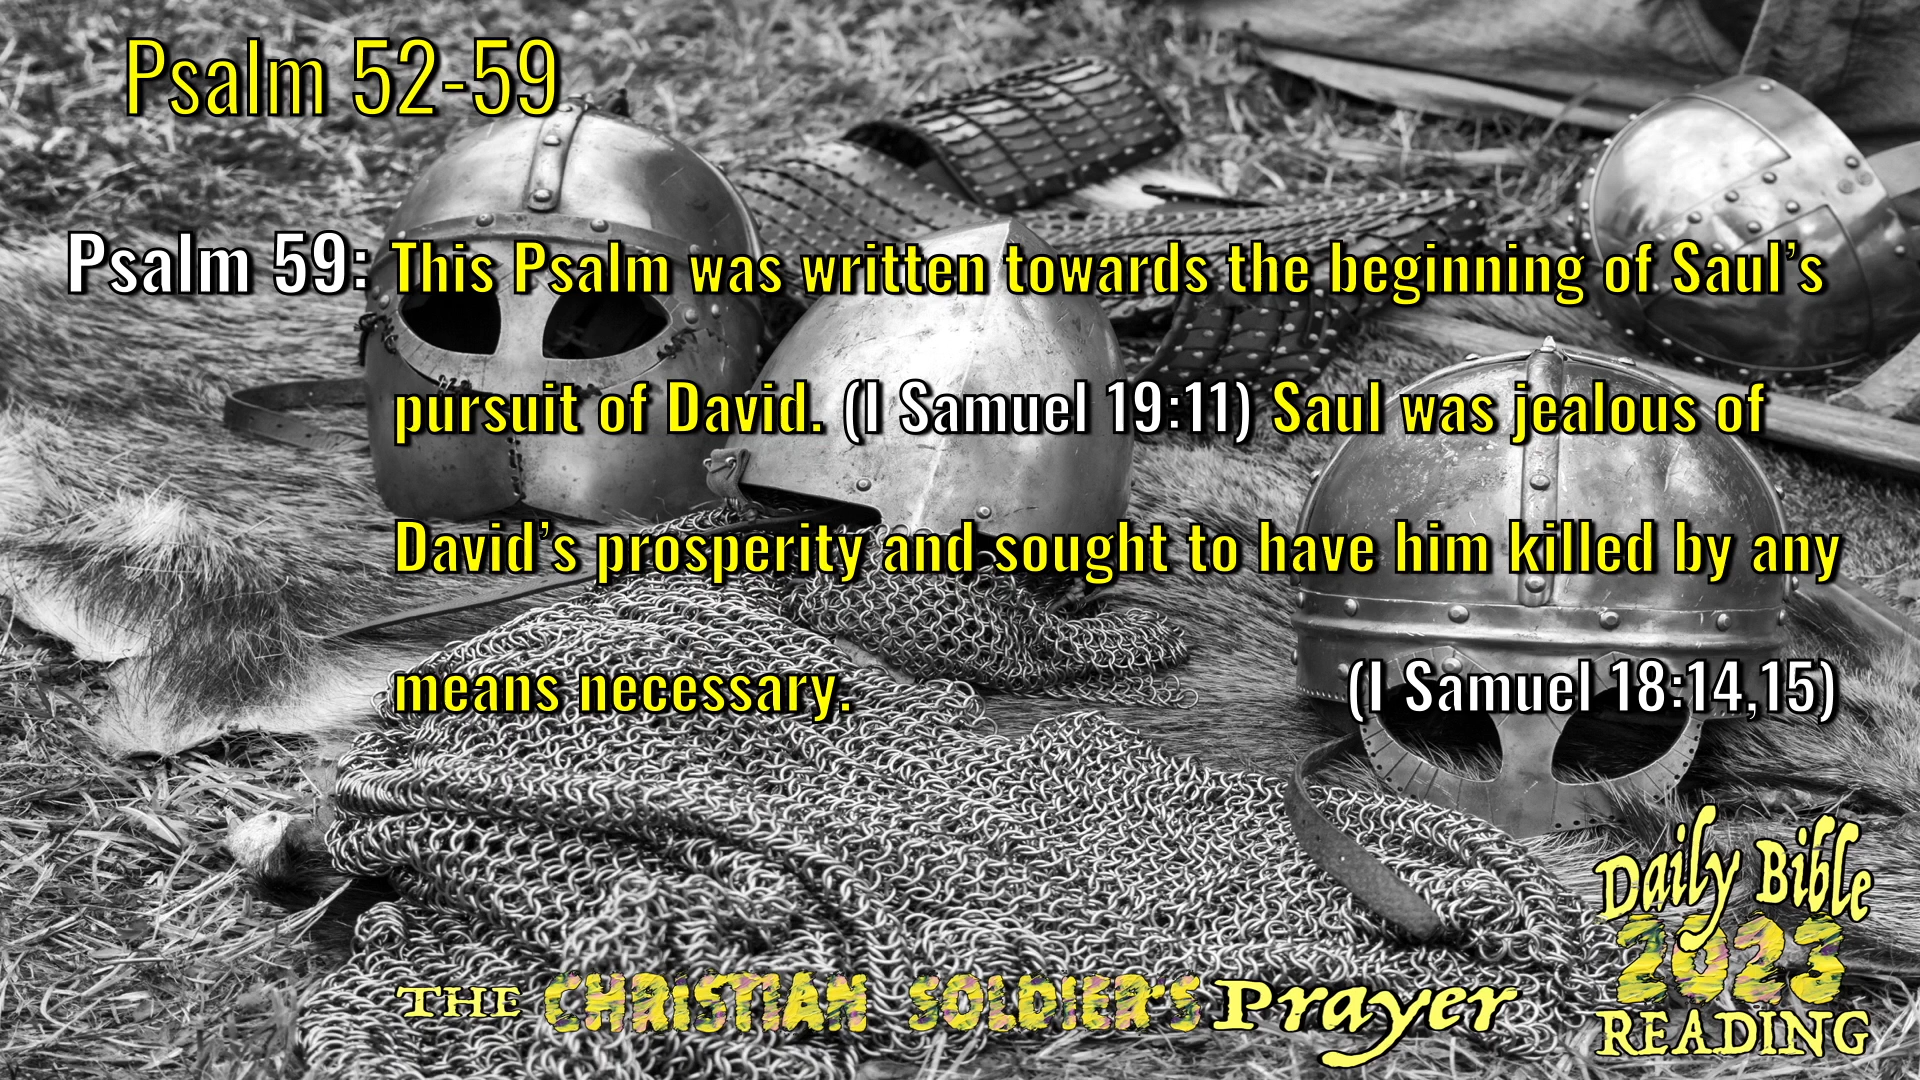 Psalm 52-59
Psalm 59: This Psalm was written towards the beginning of Saul’s
pursuit of David. (I Samuel 19:11) Saul was jealous of
David’s prosperity and sought to have him killed by any
means necessary. (I Samuel 18:14,15)
THE CHRISTIAN SOLDIER'S Prayer
Daily Bible
2023
READING